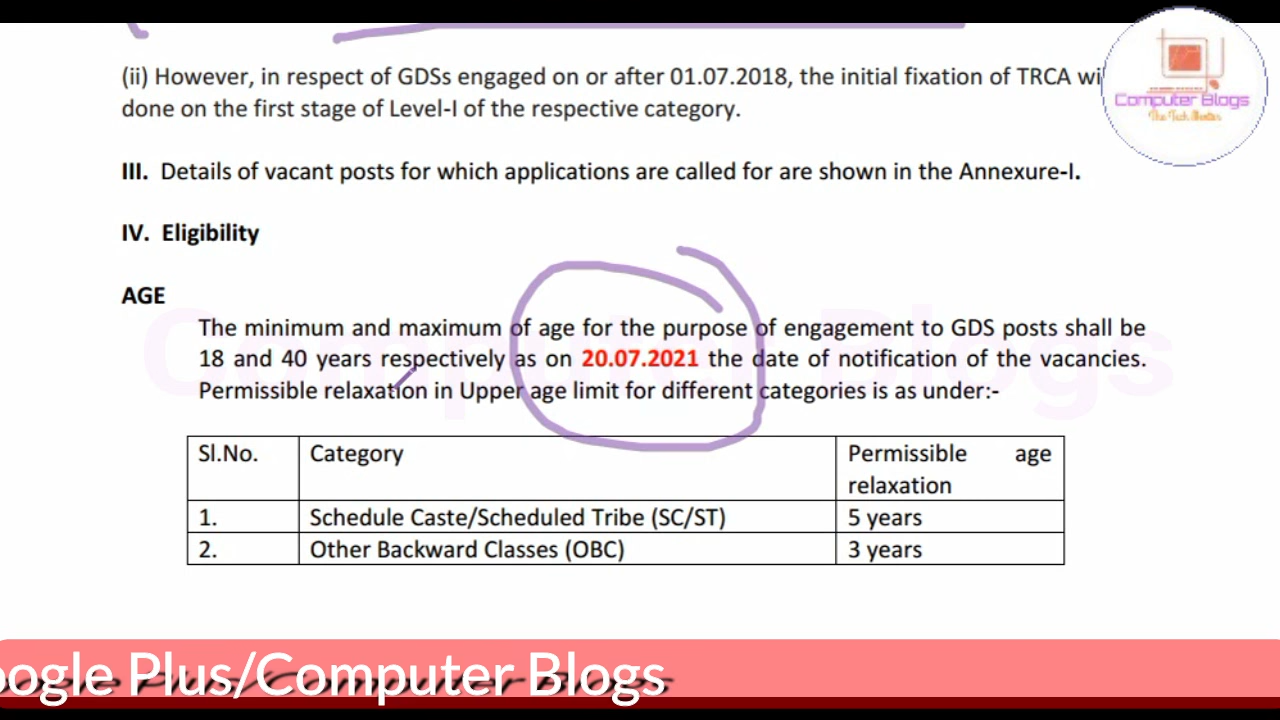 (ii) However, in respect of GDSs engaged on or after 01.07.2018, the initial fixation of TRCA wi
done on the first stage of Level-I of the respective category.
Computer Blogs
The Tech Mentor
III. Details of vacant posts for which applications are called for are shown in the Annexure-I.
IV. Eligibility
AGE
The minimum and maximum of age for the purpose of engagement to GDS posts shall be
18 and 40 years respectively as on 20.07.2021 the date of notification of the vacancies.
Permissible relaxation in Upper age limit for different categories is as under:-
Computer Blogs
Sl.No. Category Permissible age
relaxation
1. Schedule Caste/Scheduled Tribe (SC/ST) 5 years
2. Other Backward Classes (OBC) 3 years
oogle Plus/Computer Blogs